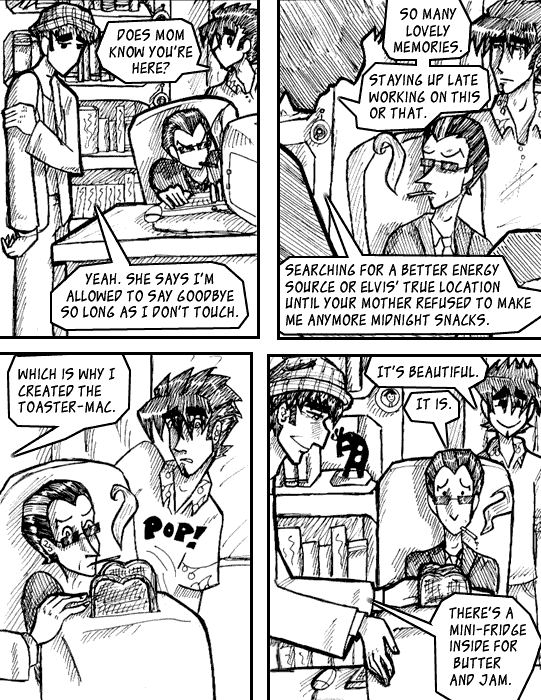 DOES MOM
KNOW YOU'RE
HERE?
YEAH. SHE SAYS I'M
ALLOWED TO SAY GOODBYE
SO LONG AS I DON'T TOUCH.
SO MANY
LOVELY
MEMORIES.
STAYING UP LATE
WORKING ON THIS
OR THAT.
SEARCHING FOR A BETTER ENERGY
SOURCE OR ELVIS' TRUE LOCATION
UNTIL YOUR MOTHER REFUSED TO MAKE
ME ANYMORE MIDNIGHT SNACKS.
WHICH IS WHY I
CREATED THE
TOASTER-MAC.
POP!
IT'S BEAUTIFUL.
IT IS.
THERE'S A
MINI-FRIDGE
INSIDE FOR
BUTTER
AND JAM.